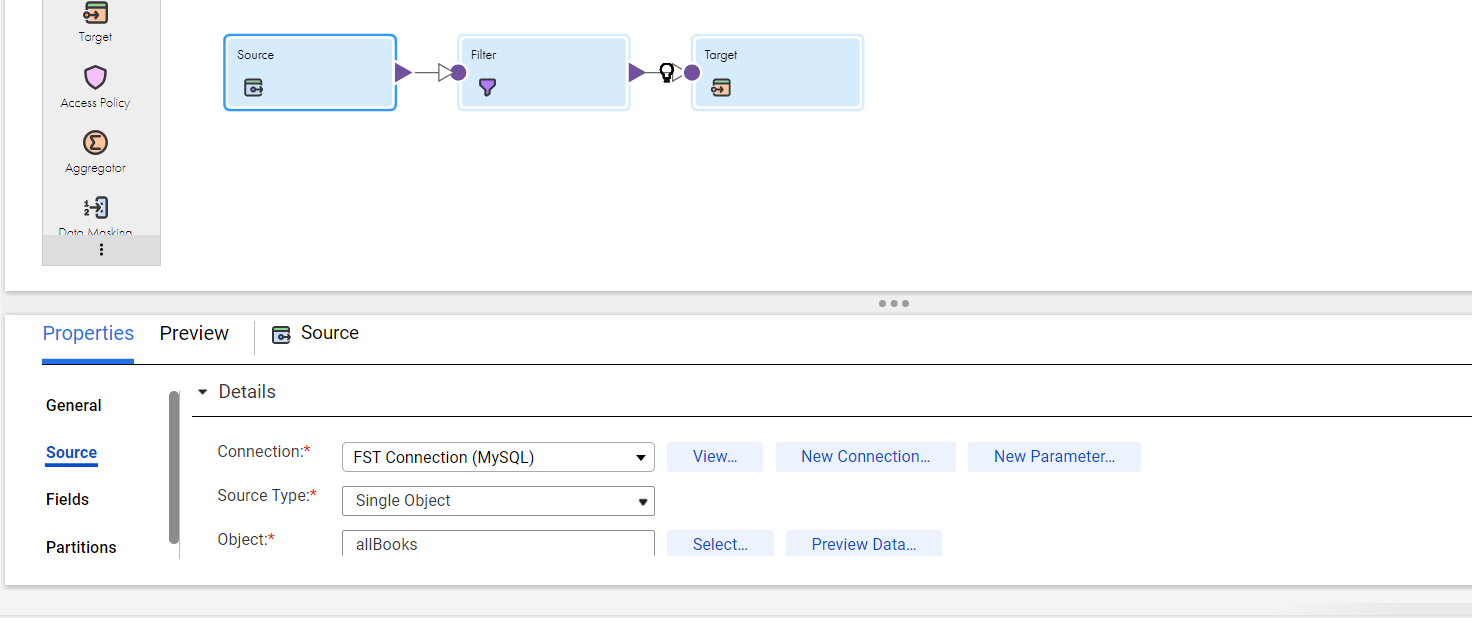 Target
Access Policy
Aggregator
Data Masking
Source
Filter
Target
Properties
Preview
Source
General
Source
Fields
Partitions
Details
Connection:*
FST Connection (MySQL)
View...
New Connection...
New Parameter...
Source Type:*
Single Object
Object:*
allBooks
Select...
Preview Data...